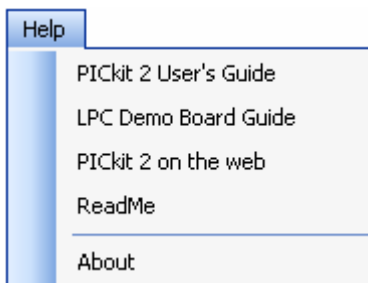 Help
PICkit 2 User's Guide
LPC Demo Board Guide
PICkit 2 on the web
ReadMe
About